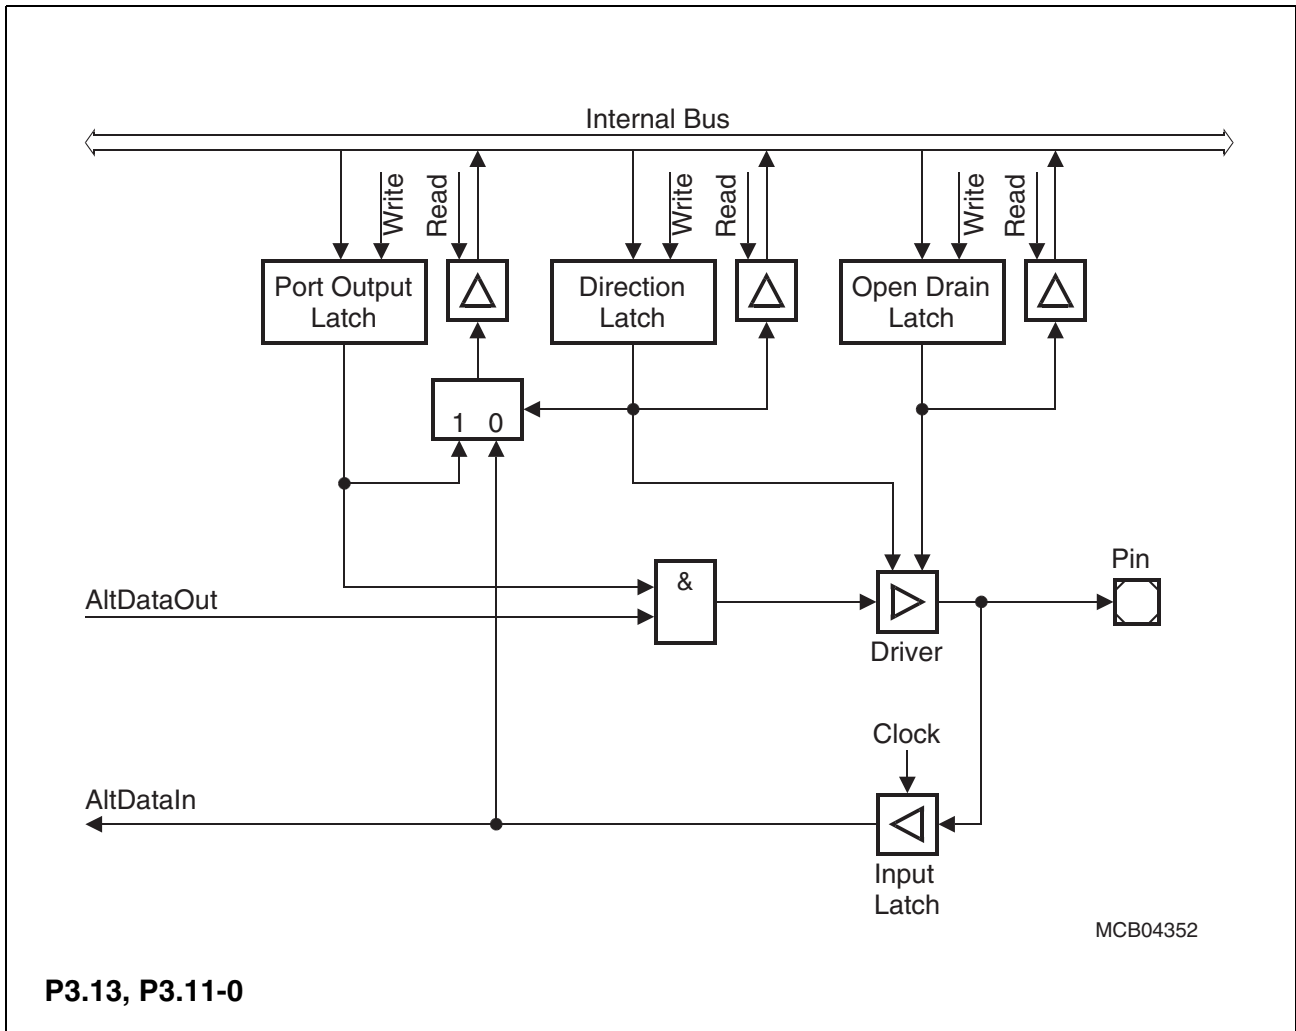 Internal Bus
Write
Read
Write
Read
Write
Read
Port Output
Latch
Direction
Latch
Open Drain
Latch
1 0
&
AltDataOut
Pin
Driver
Clock
AltDataIn
Input
Latch
MCB04352
P3.13, P3.11-0